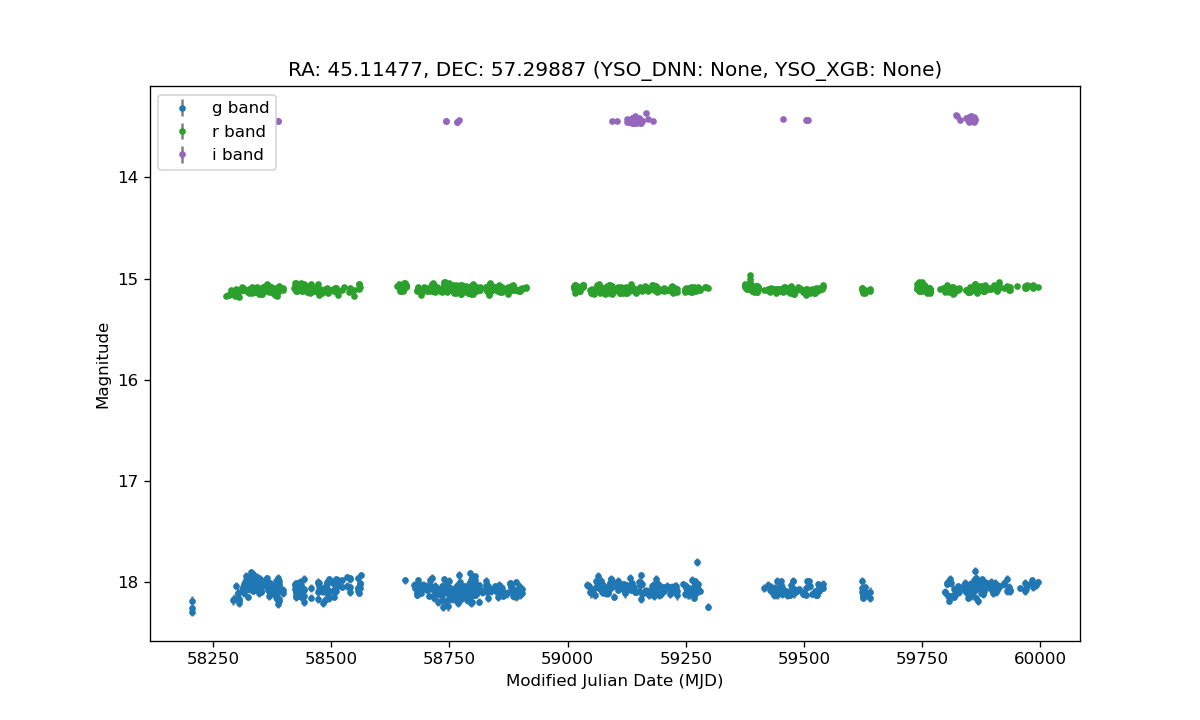 RA: 45.11477, DEC: 57.29887 (YSO_DNN: None, YSO_XGB: None)
g band
r band
i band
14
15
16
17
18
Magnitude
58250 58500 58750 59000 59250 59500 59750 60000
Modified Julian Date (MJD)